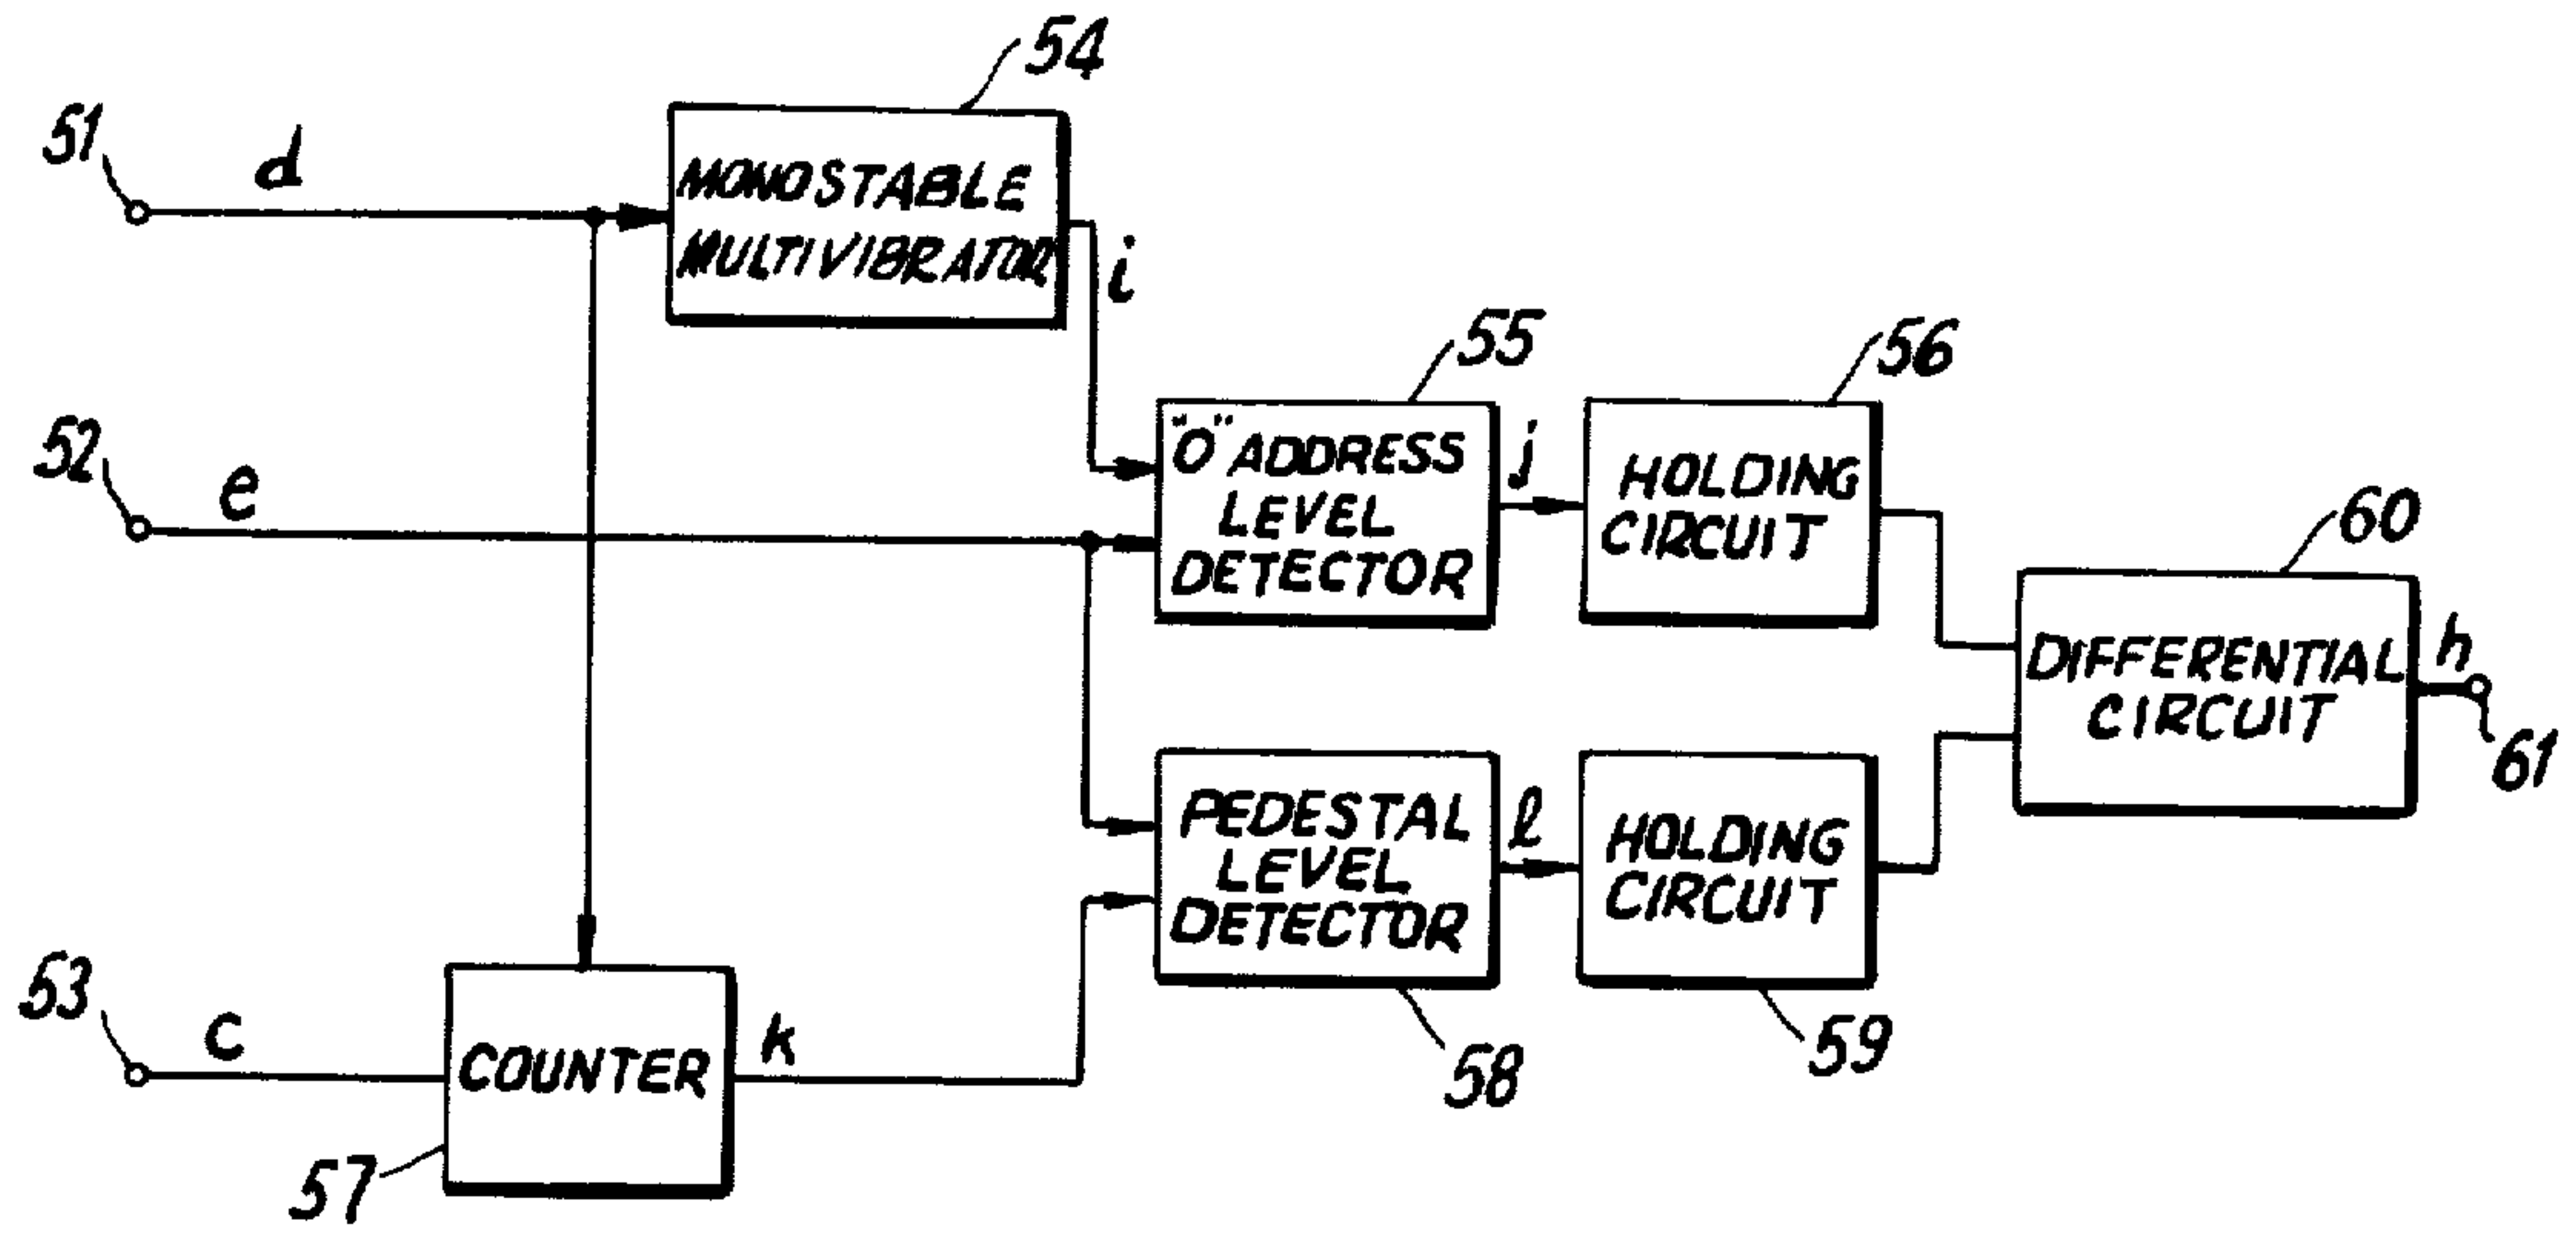 54
51
d
MONOSTABLE
MULTIVIBRATOR
i
55
56
52
e
"0" ADDRESS
LEVEL
DETECTOR
j
HOLDING
CIRCUIT
60
DIFFERENTIAL
CIRCUIT
h
61
PEDESTAL
LEVEL
DETECTOR
l
HOLDING
CIRCUIT
53
c
COUNTER
k
58
59
57